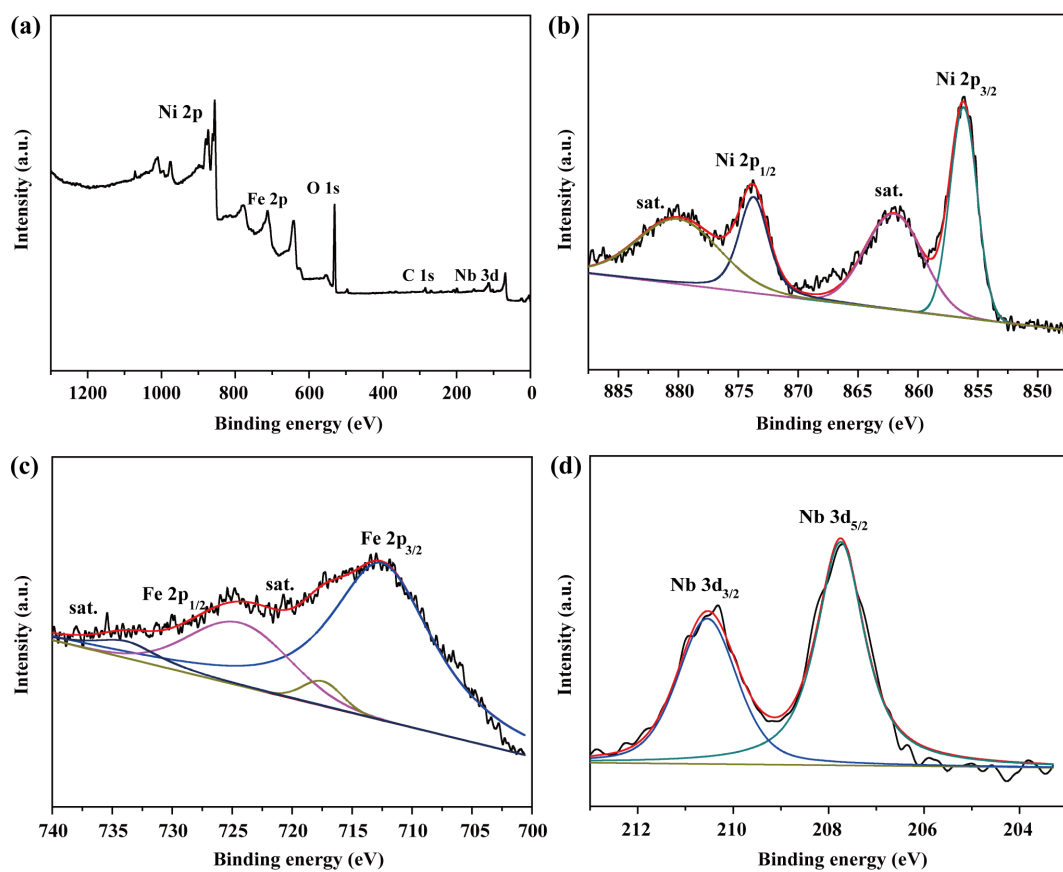 (a)
Ni 2p
Fe 2p
O 1s
C 1s
Nb 3d
Intensity (a.u.)
1200 1000 800 600 400 200 0
Binding energy (eV)
(b)
Ni 2p3/2
Ni 2p1/2
sat.
sat.
Intensity (a.u.)
885 880 875 870 865 860 855 850
Binding energy (eV)
(c)
Fe 2p3/2
sat.
Fe 2p1/2
sat.
Intensity (a.u.)
740 735 730 725 720 715 710 705 700
Binding energy (eV)
(d)
Nb 3d5/2
Nb 3d3/2
Intensity (a.u.)
212 210 208 206 204
Binding energy (eV)